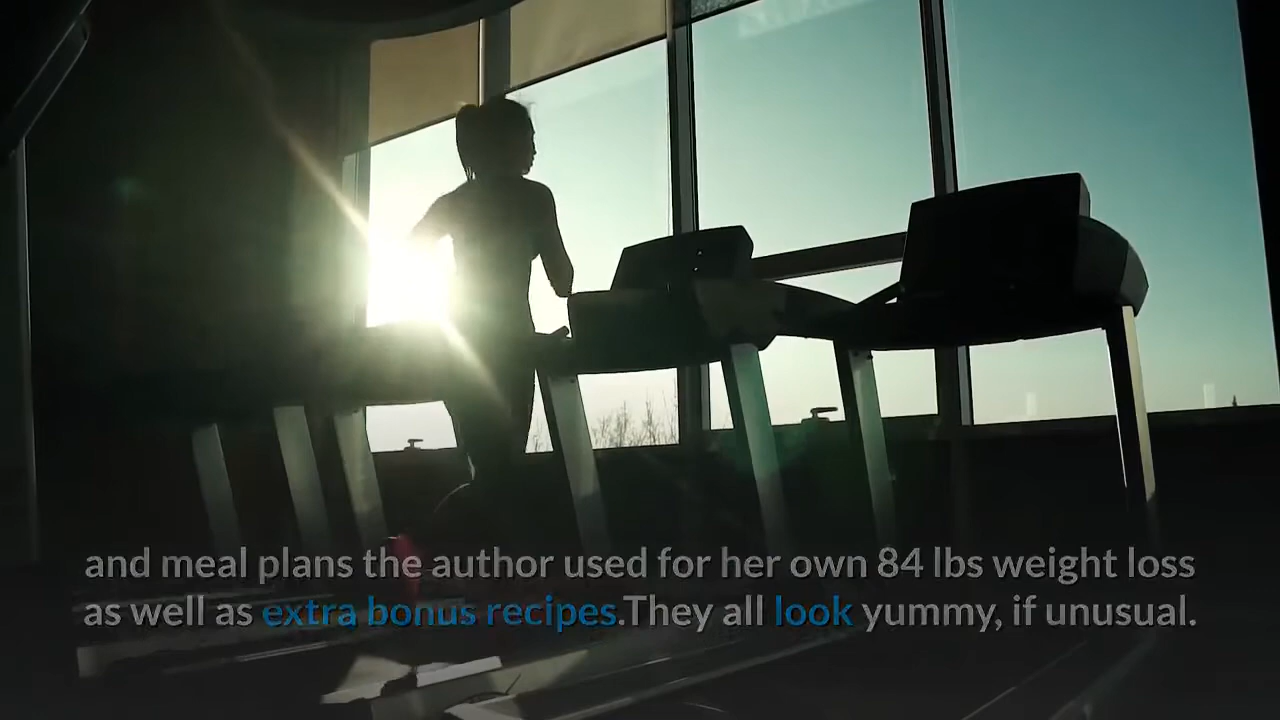 and meal plans the author used for her own 84 lbs weight loss
as well as extra bonus recipes.They all look yummy, if unusual.